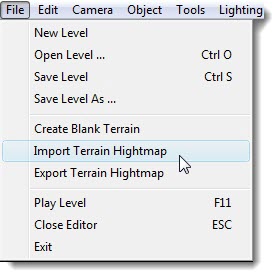 File Edit Camera Object Tools Lighting
New Level
Open Level ... Ctrl O
Save Level Ctrl S
Save Level As ...
Create Blank Terrain
Import Terrain Hightmap
Export Terrain Hightmap
Play Level F11
Close Editor ESC
Exit